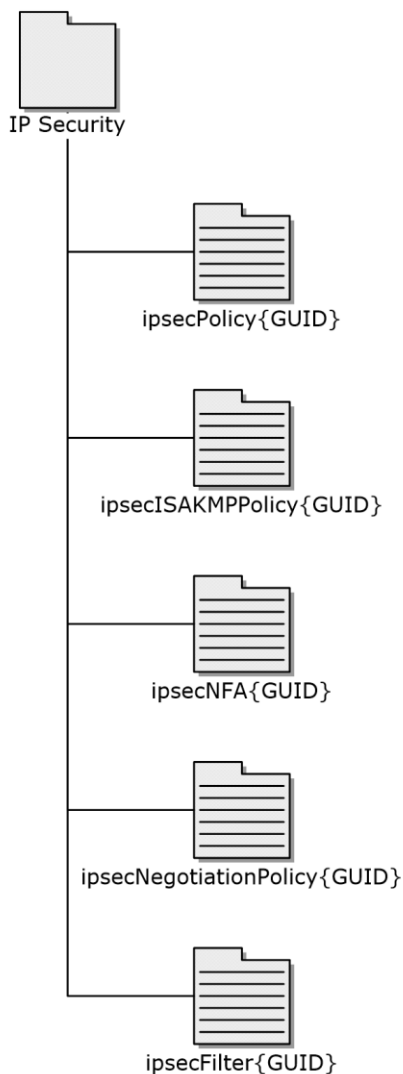 IP Security
ipsecPolicy{GUID}
ipsecISAKMPPolicy{GUID}
ipsecNFA{GUID}
ipsecNegotiationPolicy{GUID}
ipsecFilter{GUID}